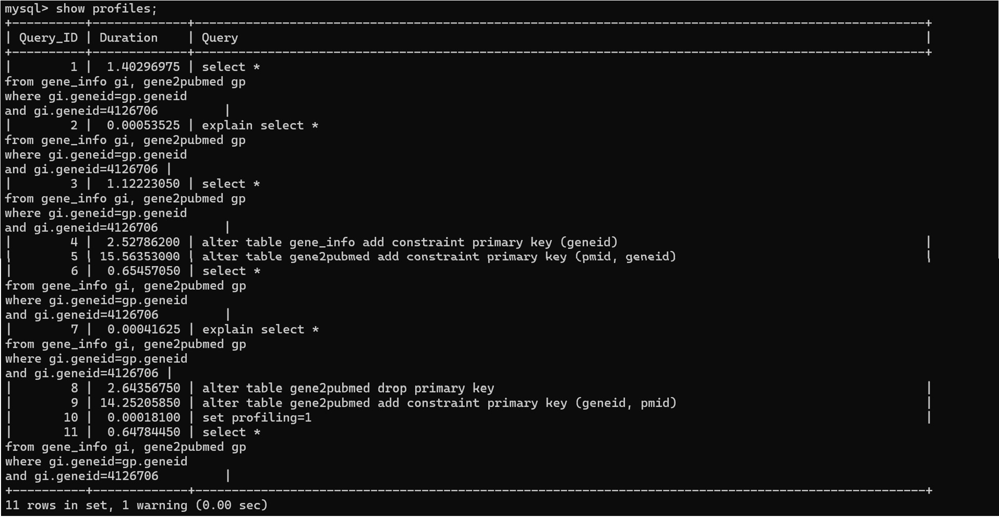 mysql> show profiles;
+----------+-------------+----------------------------------------------------------------------------------------------------+
| Query_ID | Duration    | Query                                                                                              |
+----------+-------------+----------------------------------------------------------------------------------------------------+
|        1 |  1.40296975 | select *
from gene_info gi, gene2pubmed gp
where gi.geneid=gp.geneid
and gi.geneid=4126706         |
|        2 |  0.00053525 | explain select *
from gene_info gi, gene2pubmed gp
where gi.geneid=gp.geneid
and gi.geneid=4126706 |
|        3 |  1.12223050 | select *
from gene_info gi, gene2pubmed gp
where gi.geneid=gp.geneid
and gi.geneid=4126706         |
|        4 |  2.52786200 | alter table gene_info add constraint primary key (geneid)                                          |
|        5 | 15.56353000 | alter table gene2pubmed add constraint primary key (pmid, geneid)                                  |
|        6 |  0.65457050 | select *
from gene_info gi, gene2pubmed gp
where gi.geneid=gp.geneid
and gi.geneid=4126706         |
|        7 |  0.00041625 | explain select *
from gene_info gi, gene2pubmed gp
where gi.geneid=gp.geneid
and gi.geneid=4126706 |
|        8 |  2.64356750 | alter table gene2pubmed drop primary key                                                           |
|        9 | 14.25205850 | alter table gene2pubmed add constraint primary key (geneid, pmid)                                  |
|       10 |  0.00018100 | set profiling=1                                                                                    |
|       11 |  0.64784450 | select *
from gene_info gi, gene2pubmed gp
where gi.geneid=gp.geneid
and gi.geneid=4126706         |
+----------+-------------+----------------------------------------------------------------------------------------------------+
11 rows in set, 1 warning (0.00 sec)